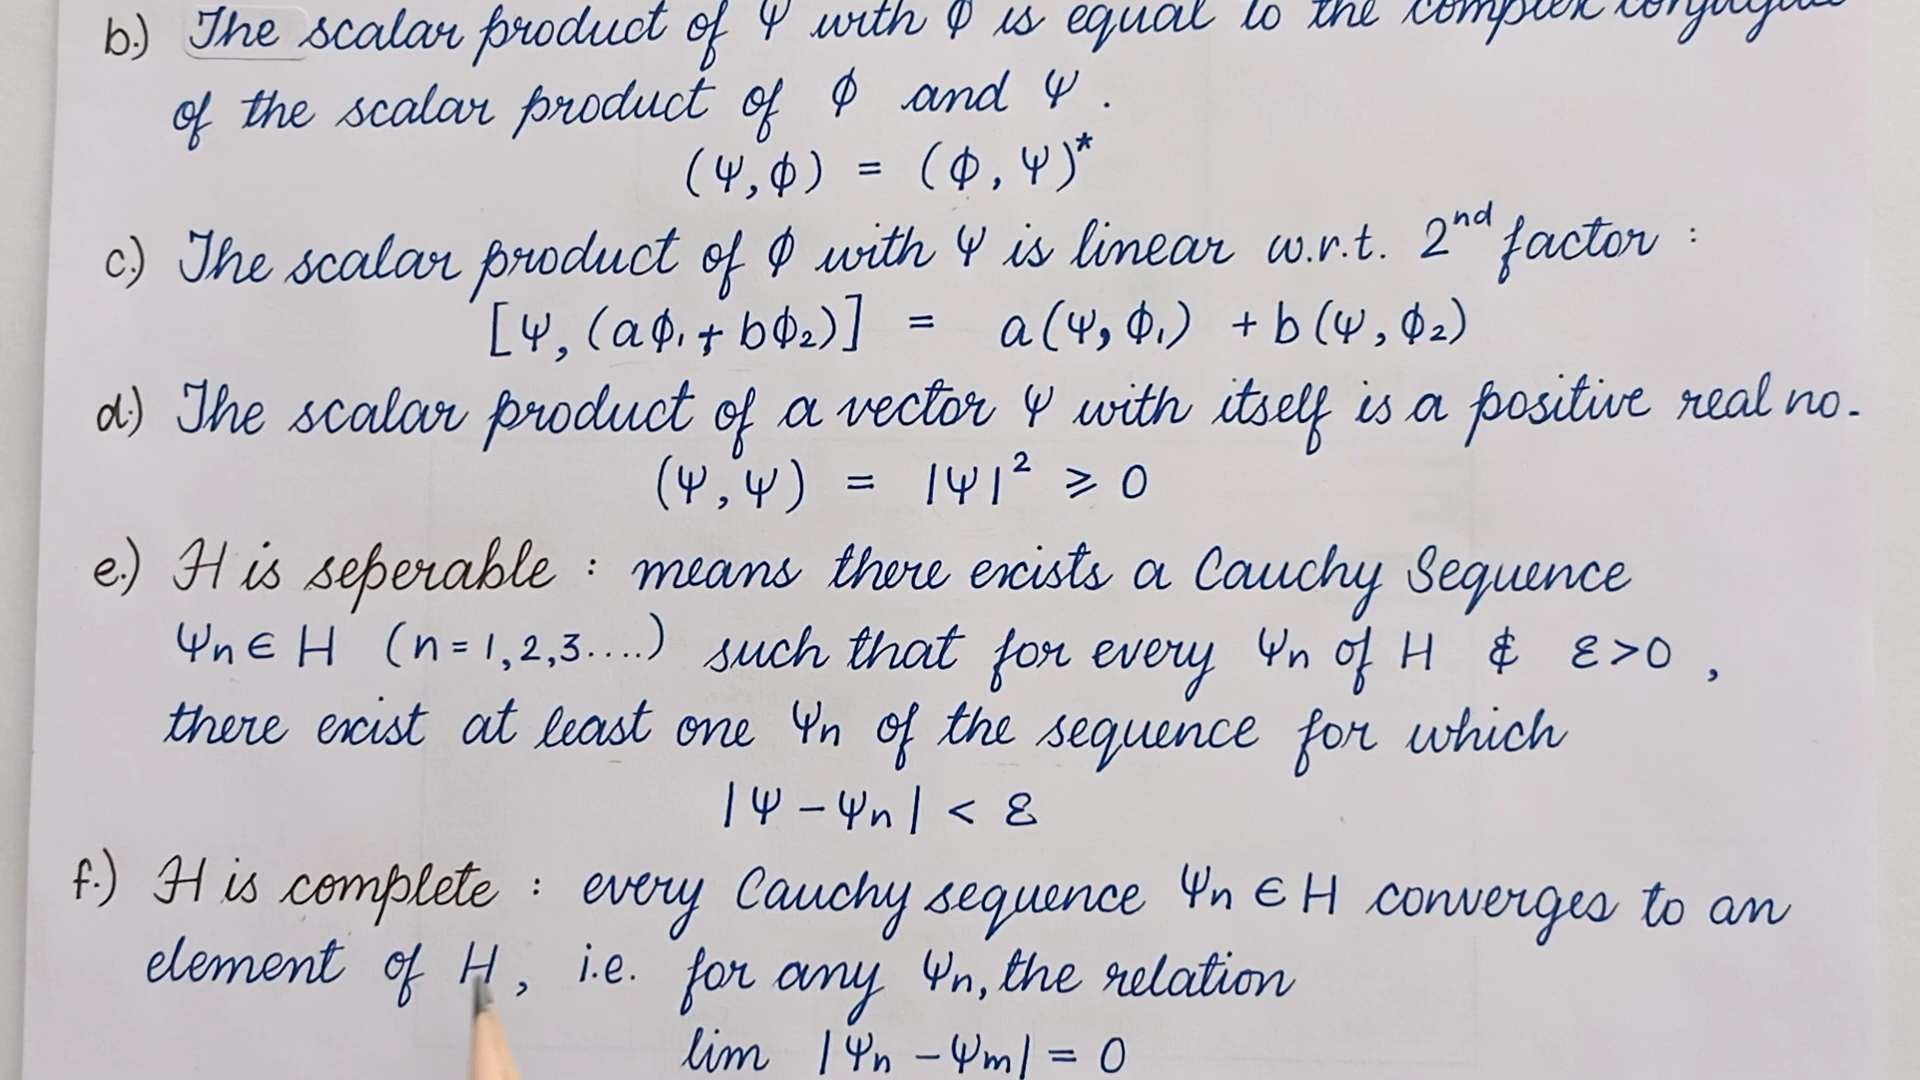 b.) The scalar product of Ψ with Φ is equal to the complex conjugate
of the scalar product of Φ and Ψ.
(Ψ,Φ) = (Φ,Ψ)*
c.) The scalar product of Φ with Ψ is linear w.r.t. 2nd factor :
[Ψ, (aΦ₁ + bΦ₂)] = a(Ψ,Φ₁) + b(Ψ,Φ₂)
d.) The scalar product of a vector Ψ with itself is a positive real no.
(Ψ,Ψ) = |Ψ|² ≥ 0
e.) H is seperable : means there exists a Cauchy Sequence
Ψn ∈ H (n = 1,2,3....) such that for every Ψn of H & ε>0 ,
there exist at least one Ψn of the sequence for which
|Ψ - Ψn| < ε
f.) H is complete : every Cauchy sequence Ψn ∈ H converges to an
element of H, i.e. for any Ψn, the relation
lim |Ψn - Ψm| = 0